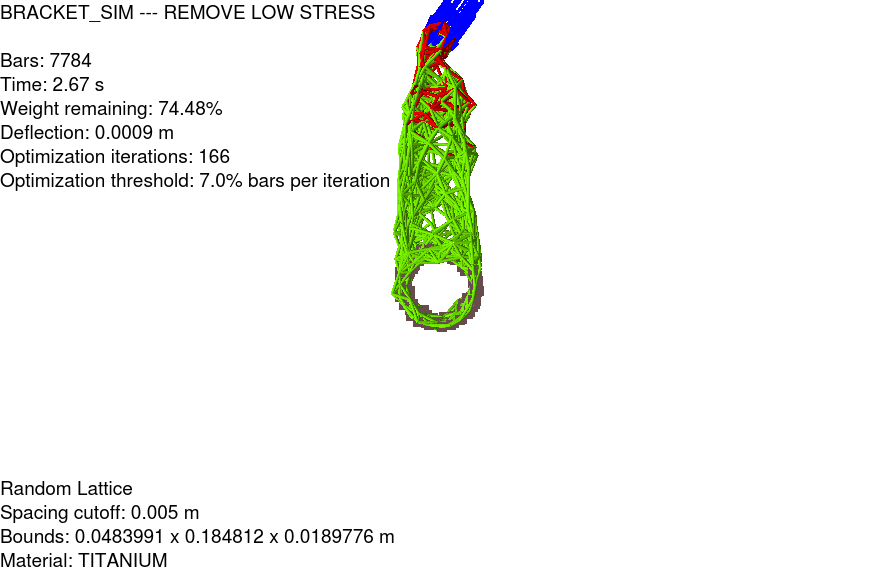 BRACKET_SIM --- REMOVE LOW STRESS
Bars: 7784
Time: 2.67 s
Weight remaining: 74.48%
Deflection: 0.0009 m
Optimization iterations: 166
Optimization threshold: 7.0% bars per iteration
Random Lattice
Spacing cutoff: 0.005 m
Bounds: 0.0483991 x 0.184812 x 0.0189776 m
Material: TITANIUM